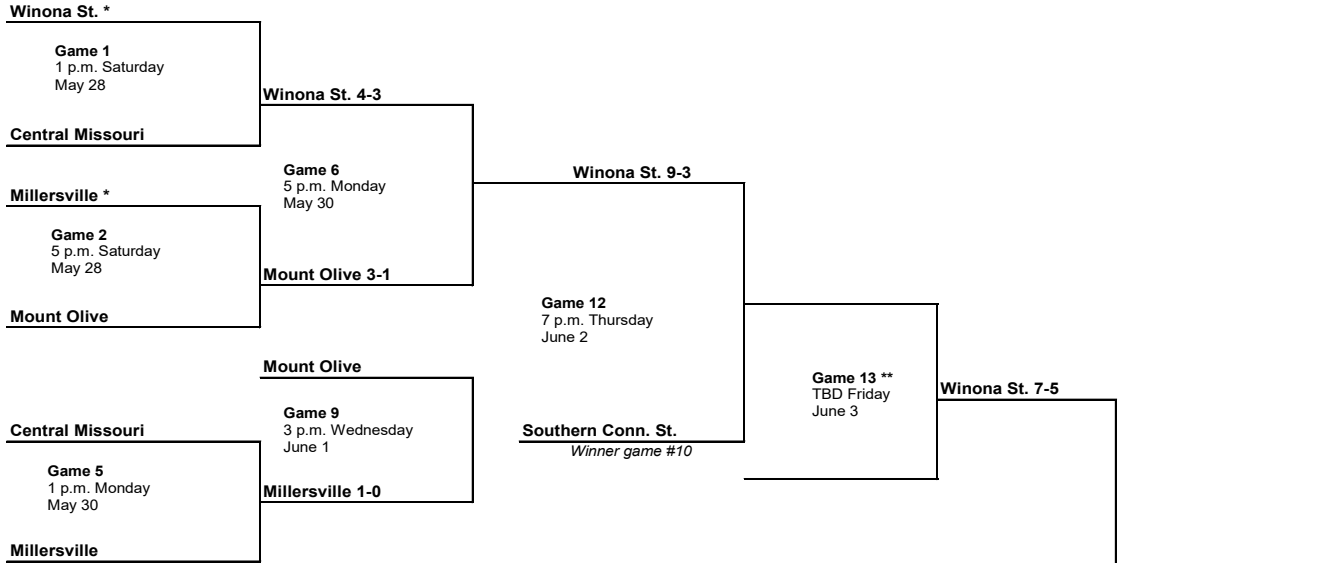 Winona St. *
Game 1
1 p.m. Saturday
May 28
Winona St. 4-3
Central Missouri
Game 6
5 p.m. Monday
May 30
Winona St. 9-3
Millersville *
Game 2
5 p.m. Saturday
May 28
Mount Olive 3-1
Mount Olive
Game 12
7 p.m. Thursday
June 2
Mount Olive
Game 13 **
TBD Friday
June 3
Winona St. 7-5
Game 9
3 p.m. Wednesday
June 1
Central Missouri
Southern Conn. St.
Winner game #10
Game 5
1 p.m. Monday
May 30
Millersville 1-0
Millersville